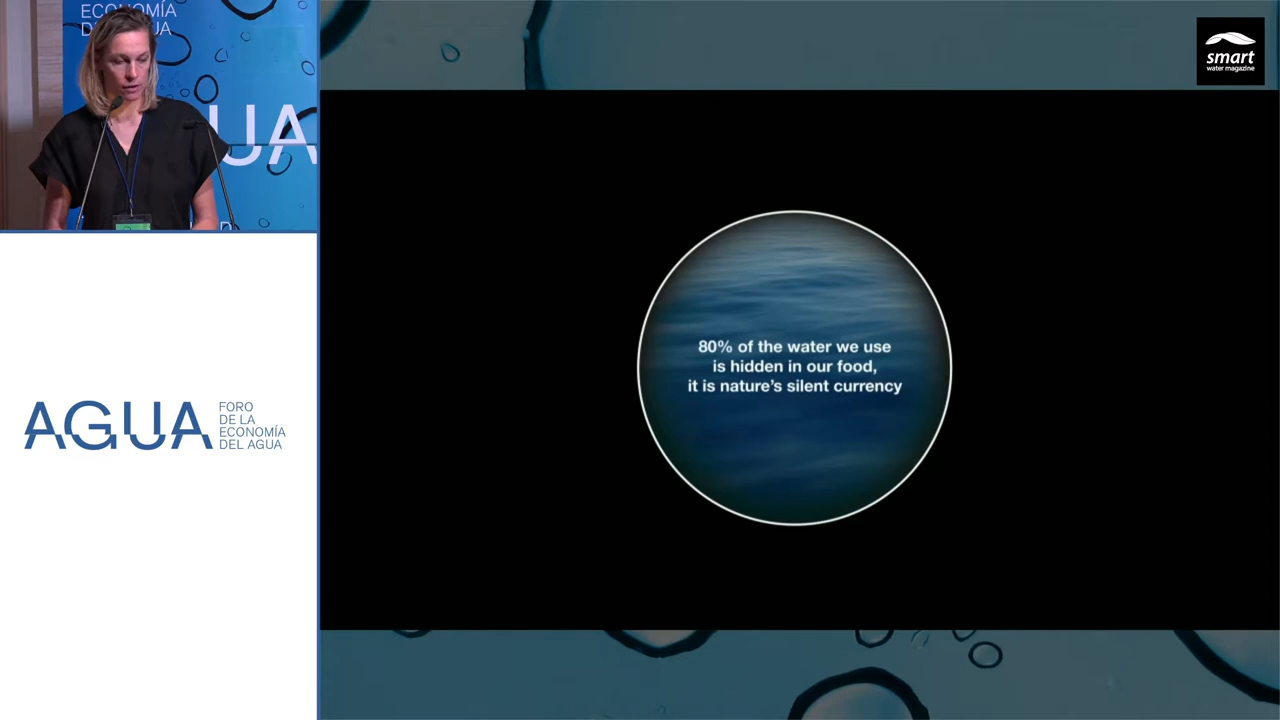 ECONOMÍA
UA
smart
water magazine
80% of the water we use
is hidden in our food,
it is nature's silent currency
AGUA
FORO
DE LA
ECONOMÍA
DEL AGUA